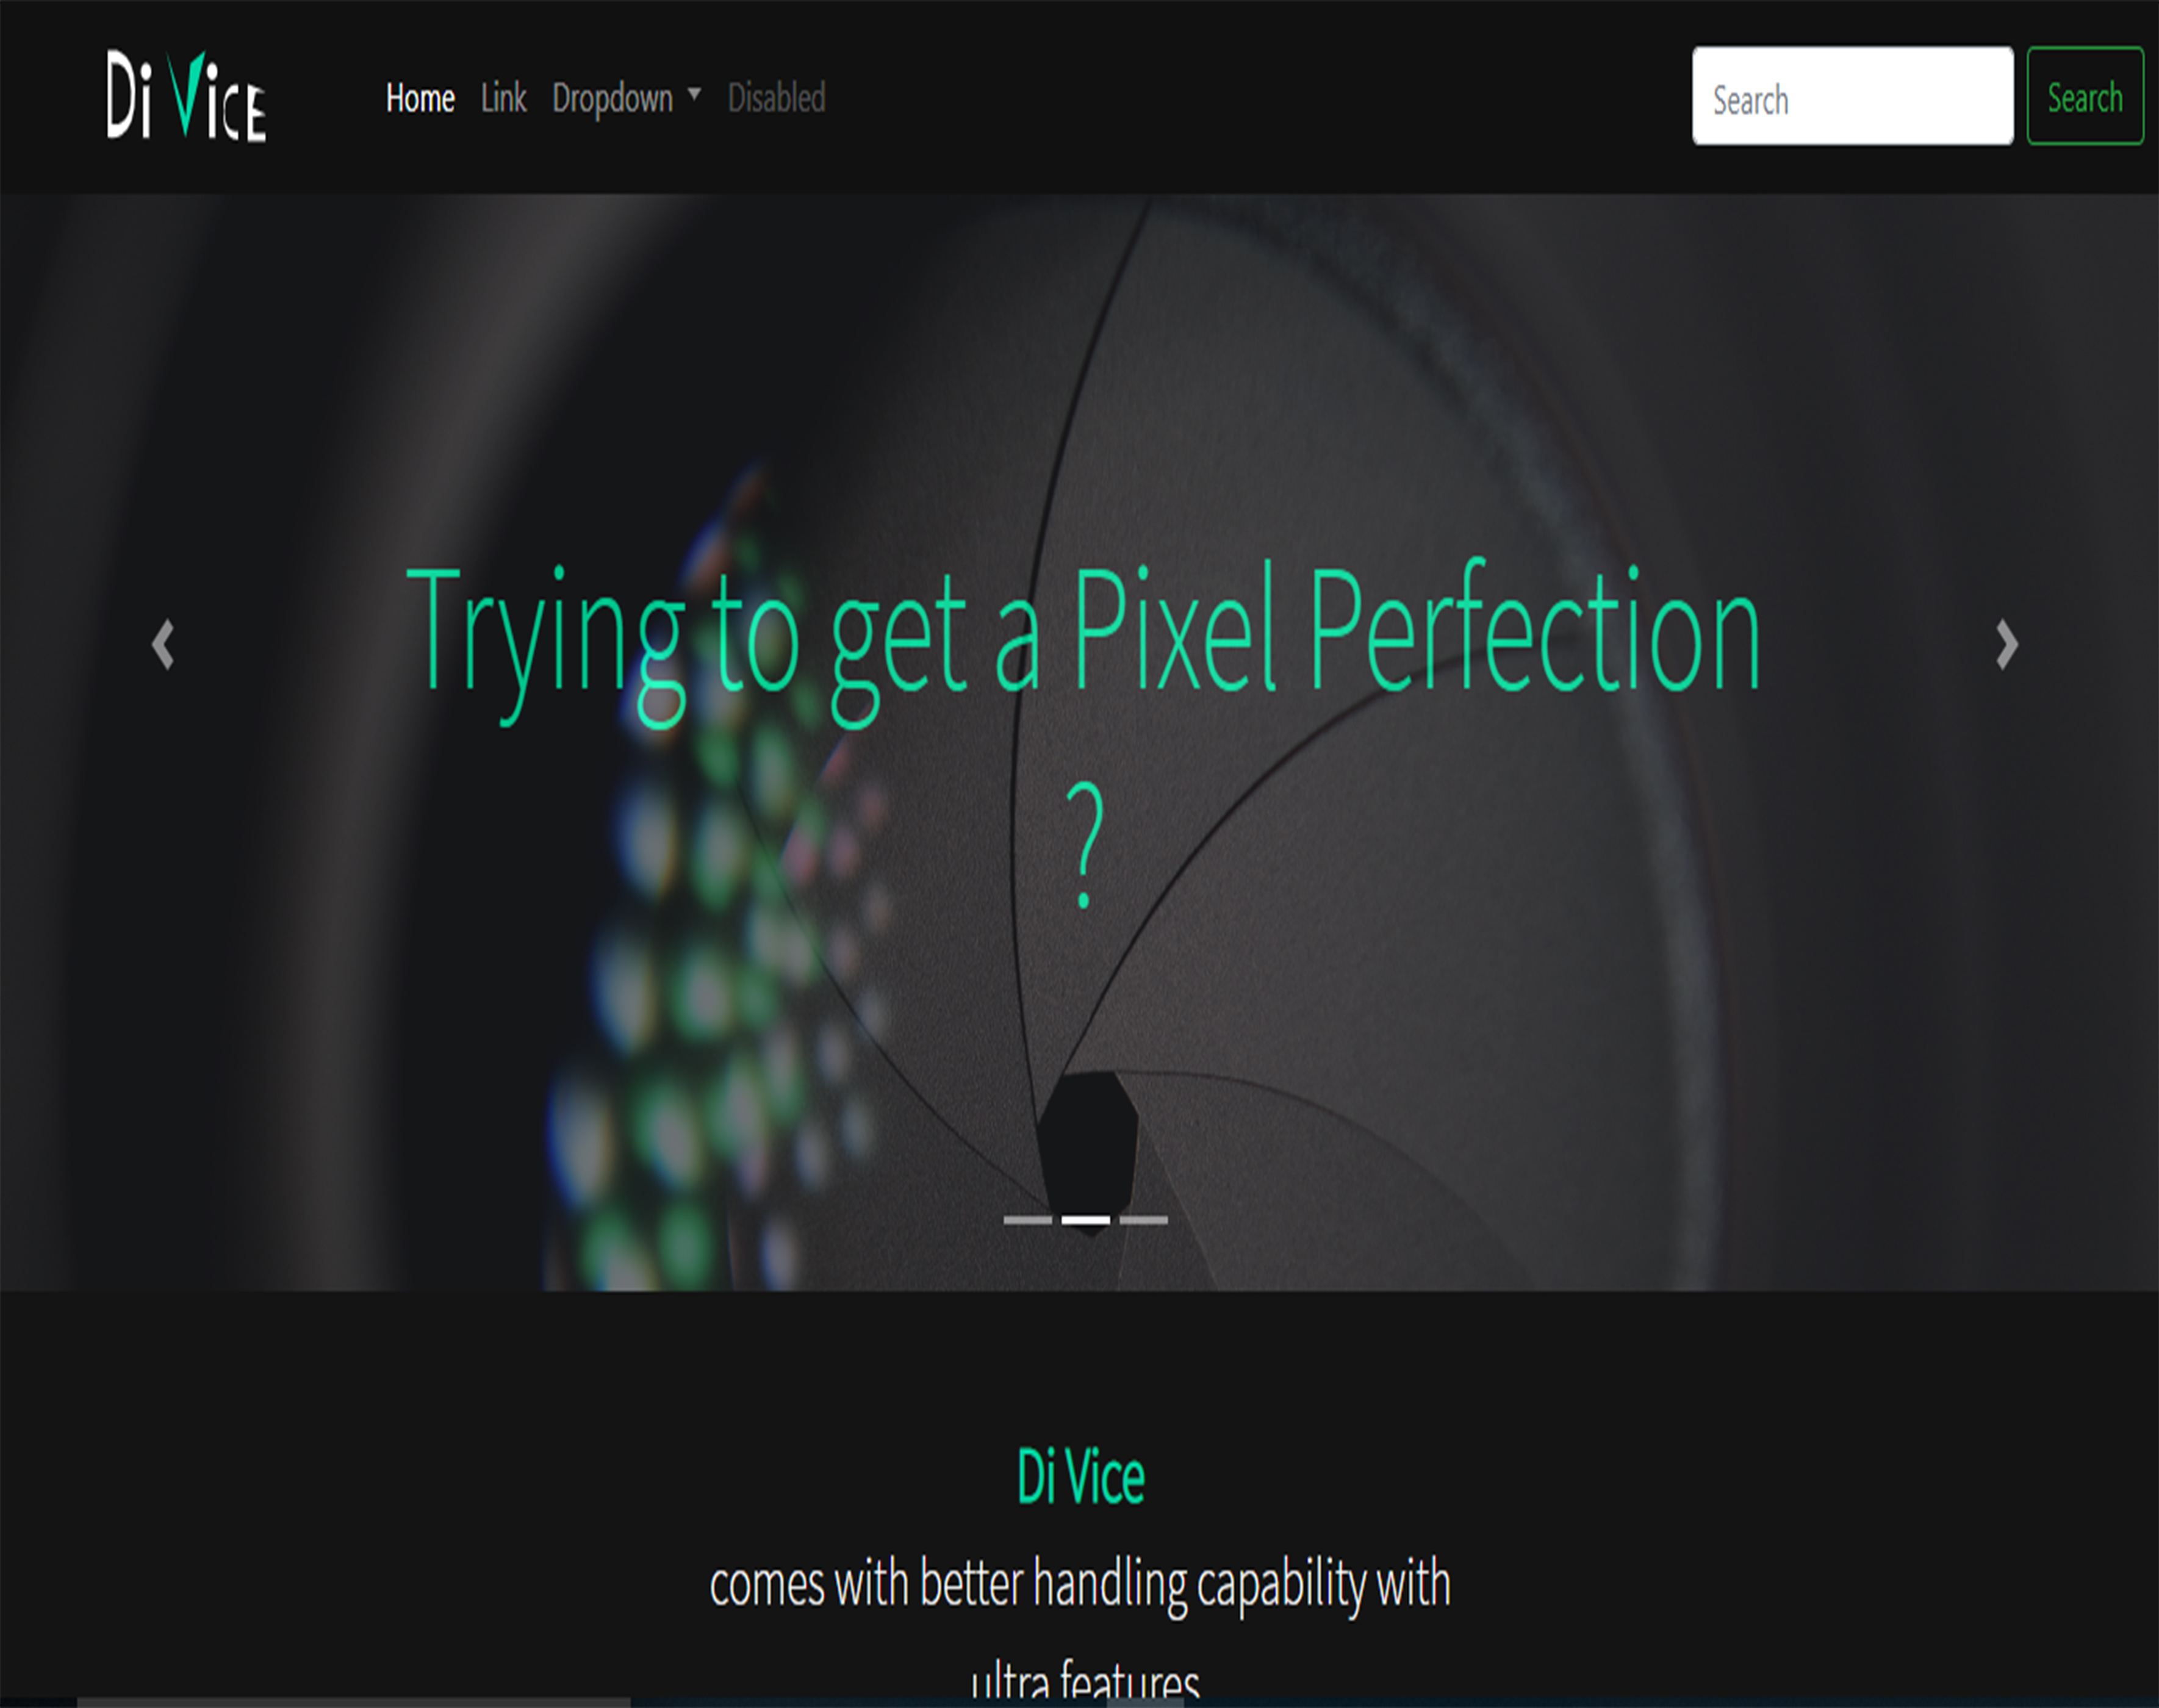 Di Vice
Home Link Dropdown Disabled
Search
Search
Trying to get a Pixel Perfection
?
Di Vice
comes with better handling capability with
ultra features